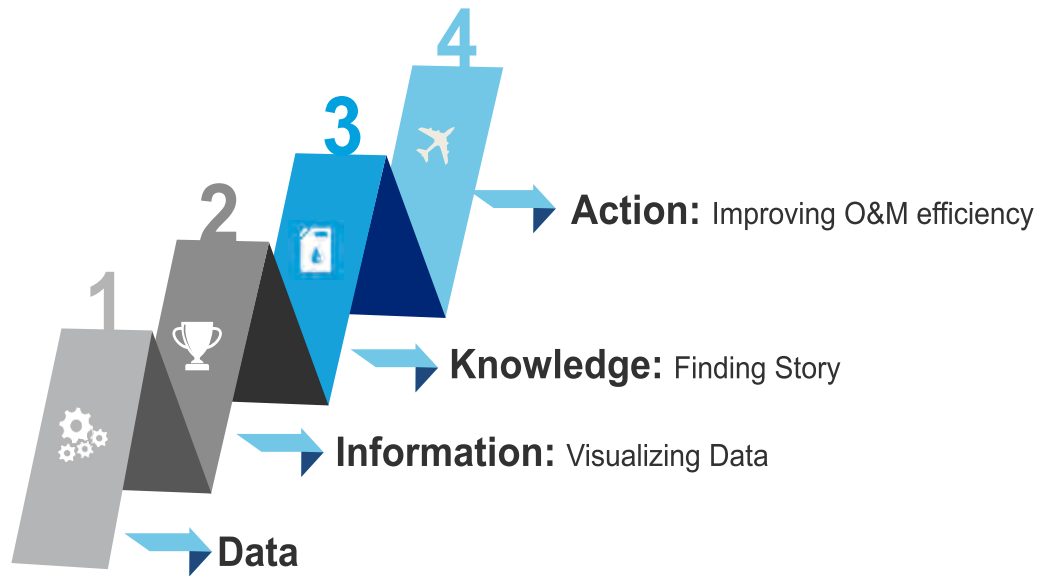 4
3
2
1
Action: Improving O&M efficiency
Knowledge: Finding Story
Information: Visualizing Data
Data